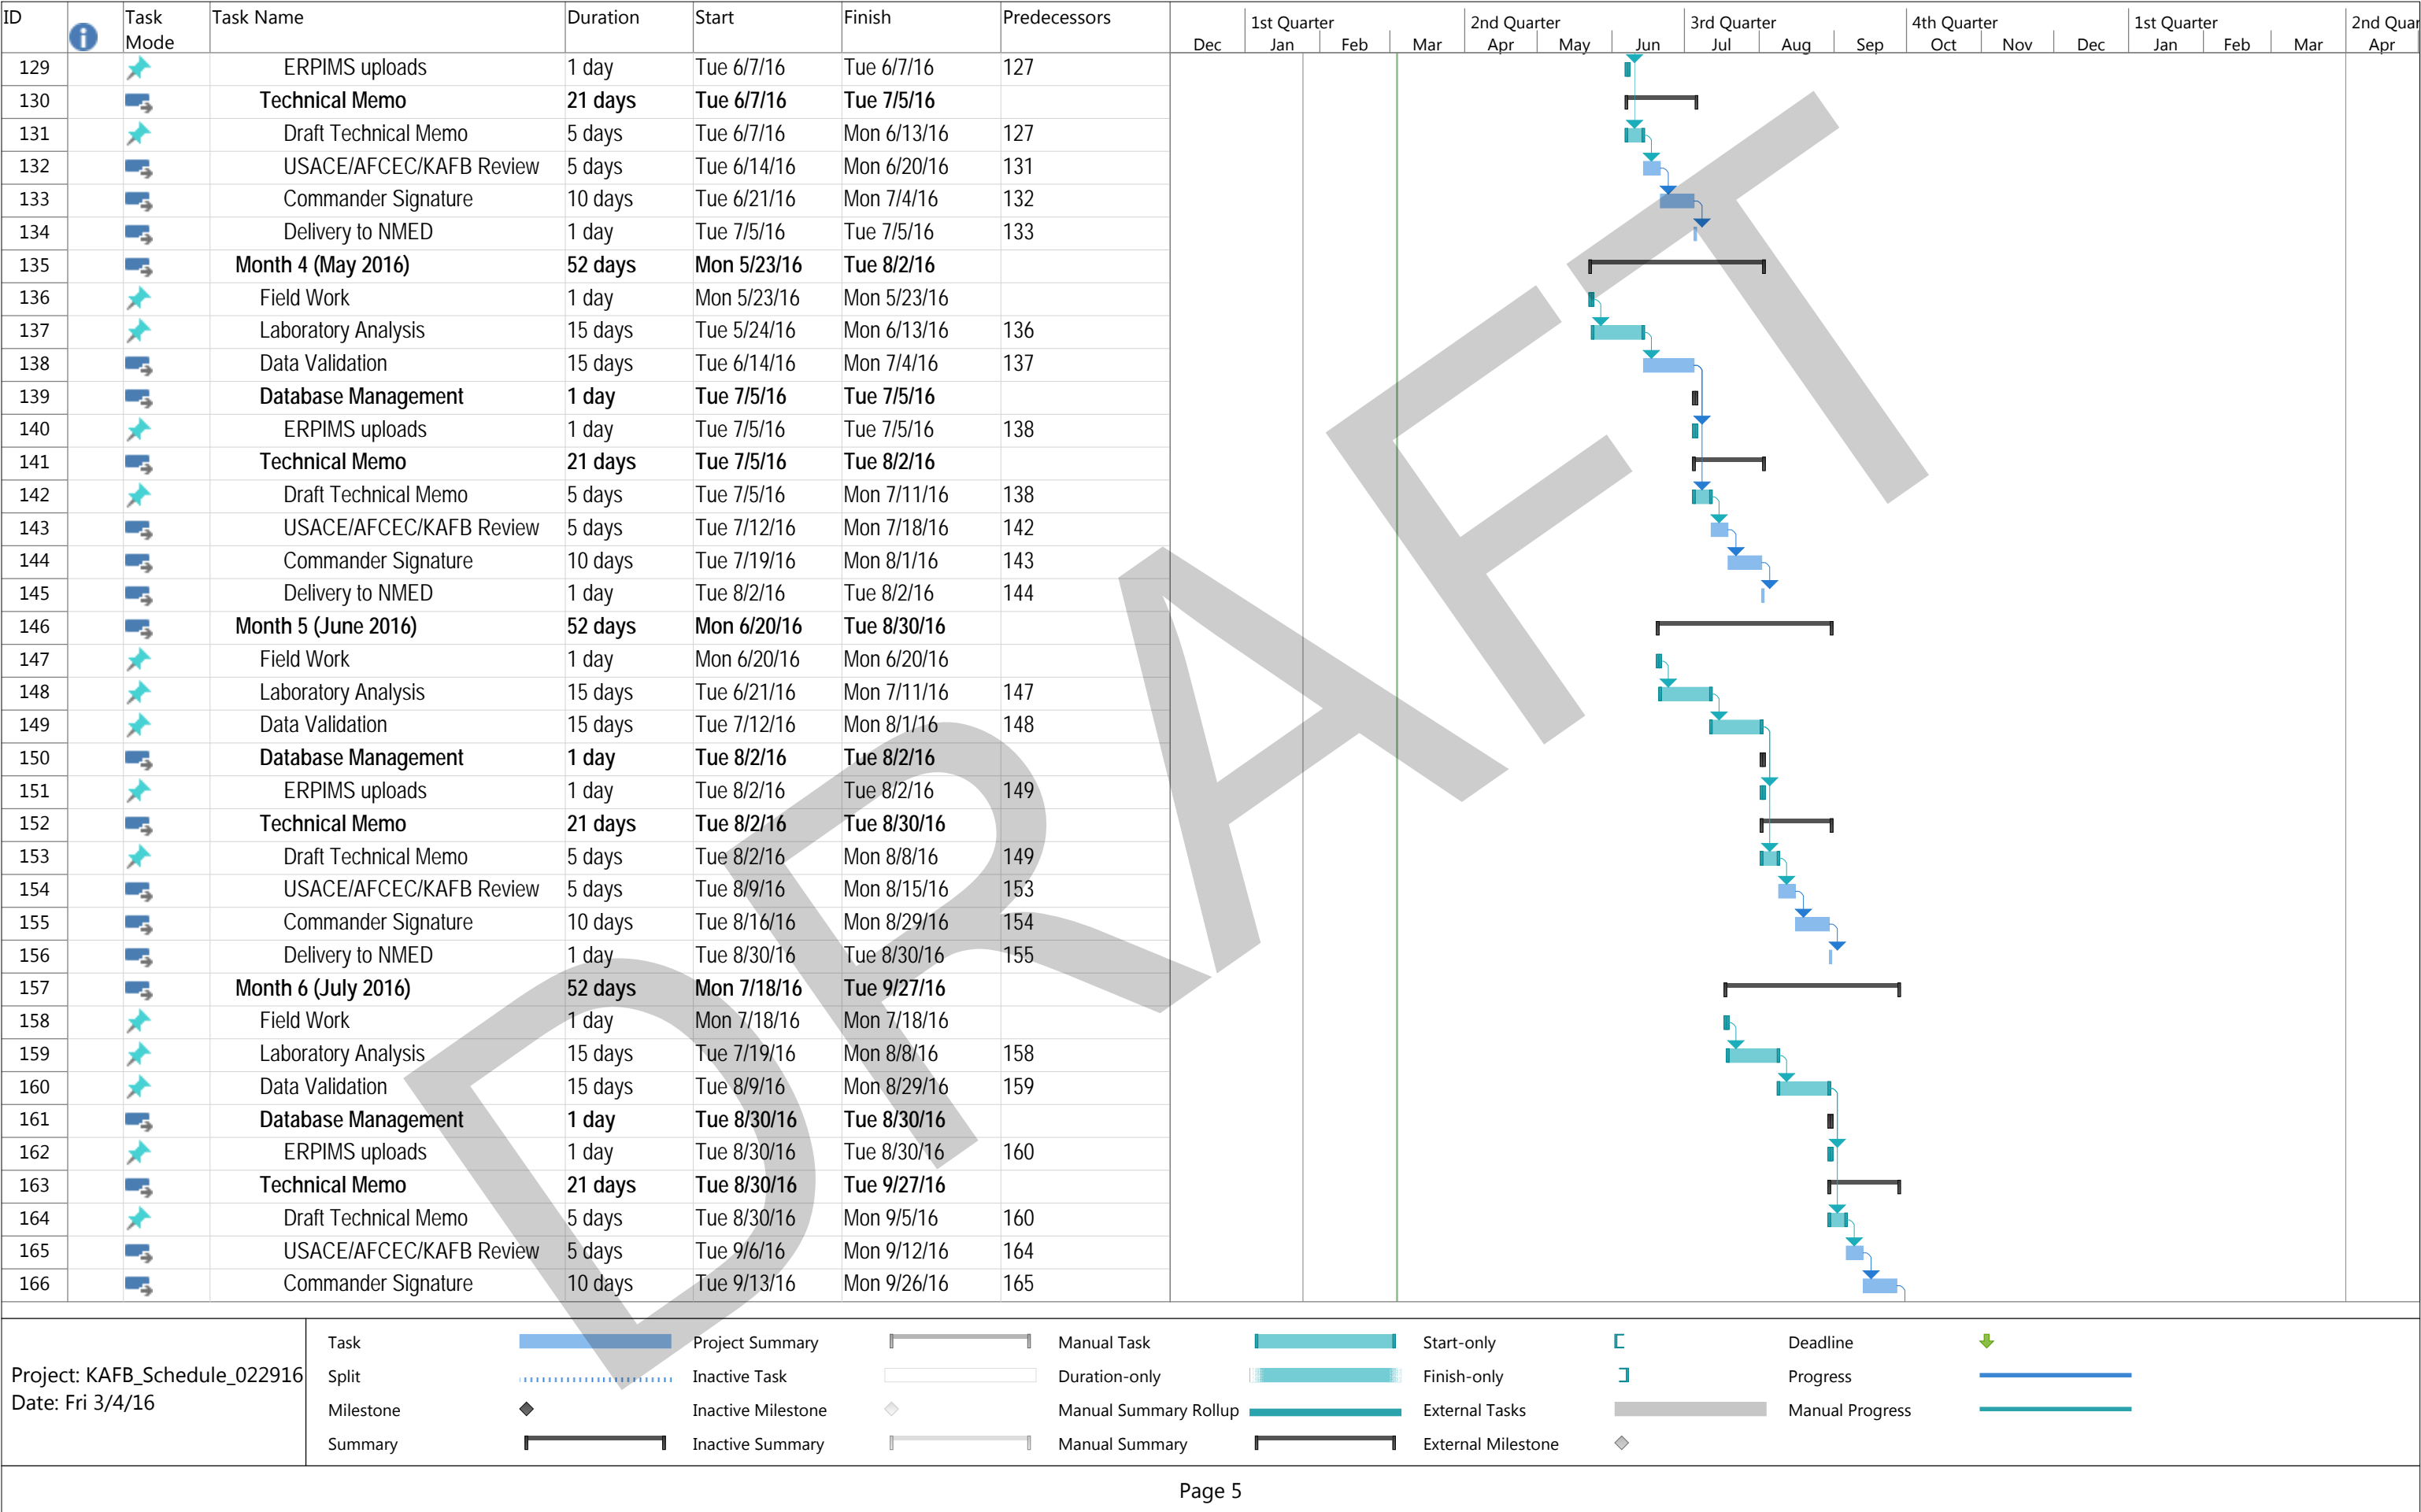 ID Task Mode Task Name Duration Start Finish Predecessors
1st Quarter 2nd Quarter 3rd Quarter 4th Quarter 1st Quarter 2nd Quar
Dec Jan Feb Mar Apr May Jun Jul Aug Sep Oct Nov Dec Jan Feb Mar Apr
129 ERPIMS uploads 1 day Tue 6/7/16 Tue 6/7/16 127
130 Technical Memo 21 days Tue 6/7/16 Tue 7/5/16
131 Draft Technical Memo 5 days Tue 6/7/16 Mon 6/13/16 127
132 USACE/AFCEC/KAFB Review 5 days Tue 6/14/16 Mon 6/20/16 131
133 Commander Signature 10 days Tue 6/21/16 Mon 7/4/16 132
134 Delivery to NMED 1 day Tue 7/5/16 Tue 7/5/16 133
135 Month 4 (May 2016) 52 days Mon 5/23/16 Tue 8/2/16
136 Field Work 1 day Mon 5/23/16 Mon 5/23/16
137 Laboratory Analysis 15 days Tue 5/24/16 Mon 6/13/16 136
138 Data Validation 15 days Tue 6/14/16 Mon 7/4/16 137
139 Database Management 1 day Tue 7/5/16 Tue 7/5/16
140 ERPIMS uploads 1 day Tue 7/5/16 Tue 7/5/16 138
141 Technical Memo 21 days Tue 7/5/16 Tue 8/2/16
142 Draft Technical Memo 5 days Tue 7/5/16 Mon 7/11/16 138
143 USACE/AFCEC/KAFB Review 5 days Tue 7/12/16 Mon 7/18/16 142
144 Commander Signature 10 days Tue 7/19/16 Mon 8/1/16 143
145 Delivery to NMED 1 day Tue 8/2/16 Tue 8/2/16 144
146 Month 5 (June 2016) 52 days Mon 6/20/16 Tue 8/30/16
147 Field Work 1 day Mon 6/20/16 Mon 6/20/16
148 Laboratory Analysis 15 days Tue 6/21/16 Mon 7/11/16 147
149 Data Validation 15 days Tue 7/12/16 Mon 8/1/16 148
150 Database Management 1 day Tue 8/2/16 Tue 8/2/16
151 ERPIMS uploads 1 day Tue 8/2/16 Tue 8/2/16 149
152 Technical Memo 21 days Tue 8/2/16 Tue 8/30/16
153 Draft Technical Memo 5 days Tue 8/2/16 Mon 8/8/16 149
154 USACE/AFCEC/KAFB Review 5 days Tue 8/9/16 Mon 8/15/16 153
155 Commander Signature 10 days Tue 8/16/16 Mon 8/29/16 154
156 Delivery to NMED 1 day Tue 8/30/16 Tue 8/30/16 155
157 Month 6 (July 2016) 52 days Mon 7/18/16 Tue 9/27/16
158 Field Work 1 day Mon 7/18/16 Mon 7/18/16
159 Laboratory Analysis 15 days Tue 7/19/16 Mon 8/8/16 158
160 Data Validation 15 days Tue 8/9/16 Mon 8/29/16 159
161 Database Management 1 day Tue 8/30/16 Tue 8/30/16
162 ERPIMS uploads 1 day Tue 8/30/16 Tue 8/30/16 160
163 Technical Memo 21 days Tue 8/30/16 Tue 9/27/16
164 Draft Technical Memo 5 days Tue 8/30/16 Mon 9/5/16 160
165 USACE/AFCEC/KAFB Review 5 days Tue 9/6/16 Mon 9/12/16 164
166 Commander Signature 10 days Tue 9/13/16 Mon 9/26/16 165
DRAFT
Project: KAFB_Schedule_022916
Date: Fri 3/4/16
Task Project Summary Manual Task Start-only Deadline
Split Inactive Task Duration-only Finish-only Progress
Milestone Inactive Milestone Manual Summary Rollup External Tasks Manual Progress
Summary Inactive Summary Manual Summary External Milestone
Page 5